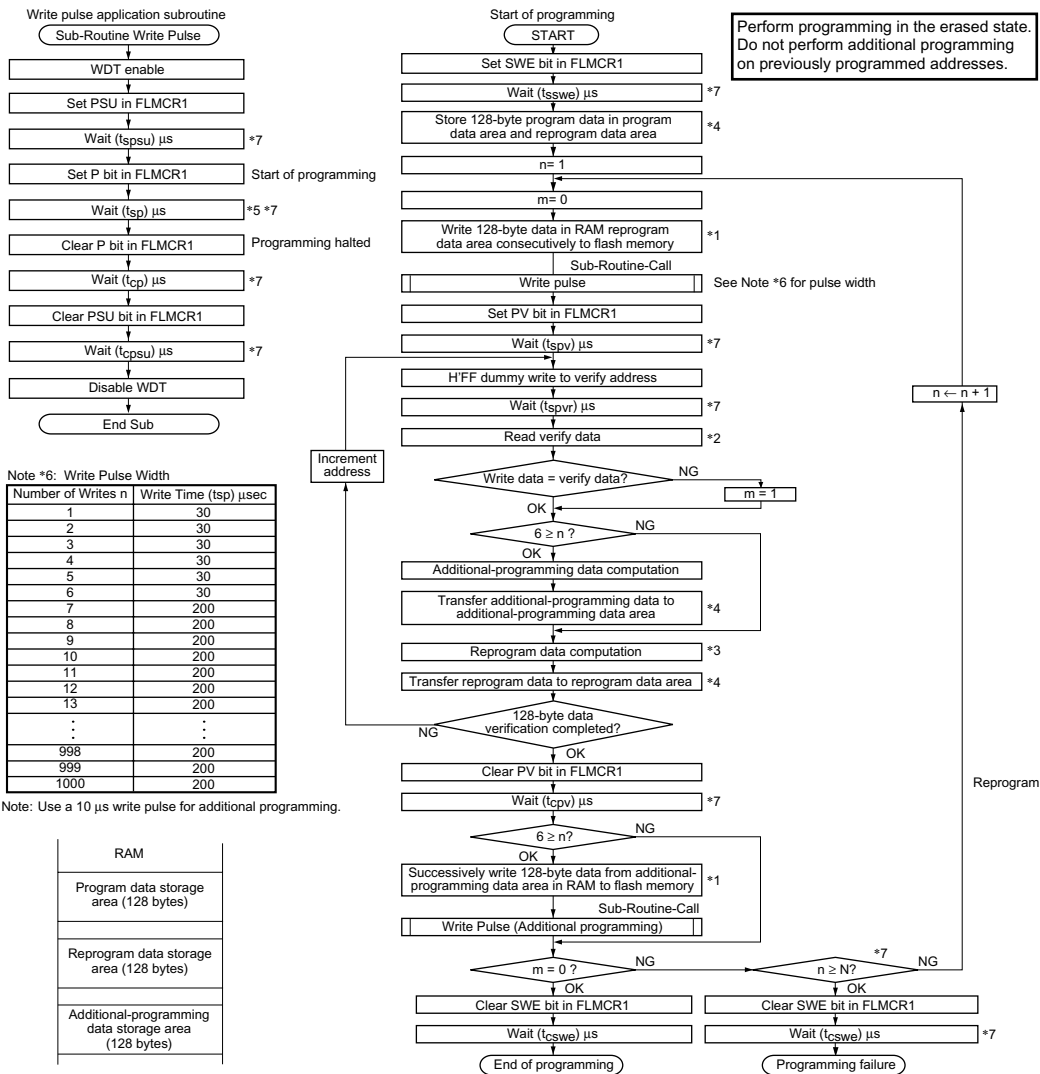 Write pulse application subroutine
Sub-Routine Write Pulse
WDT enable
Set PSU in FLMCR1
Wait (tspsu) μs
*7
Set P bit in FLMCR1
Start of programming
Wait (tsp) μs
*5 *7
Clear P bit in FLMCR1
Programming halted
Wait (tcp) μs
*7
Clear PSU bit in FLMCR1
Wait (tcpsu) μs
*7
Disable WDT
End Sub
Note *6: Write Pulse Width
Number of Writes n Write Time (tsp) μsec
1 30
2 30
3 30
4 30
5 30
6 30
7 200
8 200
9 200
10 200
11 200
12 200
13 200
: :
998 200
999 200
1000 200
Note: Use a 10 μs write pulse for additional programming.
RAM
Program data storage
area (128 bytes)
Reprogram data storage
area (128 bytes)
Additional-programming
data storage area
(128 bytes)
Start of programming
START
Set SWE bit in FLMCR1
Wait (tsswe) μs
*7
Store 128-byte program data in program
data area and reprogram data area
*4
n= 1
m= 0
Write 128-byte data in RAM reprogram
data area consecutively to flash memory
*1
Sub-Routine-Call
Write pulse
See Note *6 for pulse width
Set PV bit in FLMCR1
Wait (tspv) μs
*7
H'FF dummy write to verify address
Wait (tspvr) μs
*7
Read verify data
*2
Increment
address
Write data = verify data?
NG
m = 1
OK
6 ≥ n ?
NG
OK
Additional-programming data computation
Transfer additional-programming data to
additional-programming data area
*4
Reprogram data computation
*3
Transfer reprogram data to reprogram data area
*4
128-byte data
verification completed?
NG
OK
Clear PV bit in FLMCR1
Wait (tcpv) μs
*7
6 ≥ n?
NG
OK
Successively write 128-byte data from additional-
programming data area in RAM to flash memory
*1
Sub-Routine-Call
Write Pulse (Additional programming)
m = 0 ?
NG
OK
Clear SWE bit in FLMCR1
Wait (tcswe) μs
End of programming
*7
n ≥ N?
NG
OK
Clear SWE bit in FLMCR1
Wait (tcswe) μs
*7
Programming failure
n ← n + 1
Reprogram
Perform programming in the erased state.
Do not perform additional programming
on previously programmed addresses.